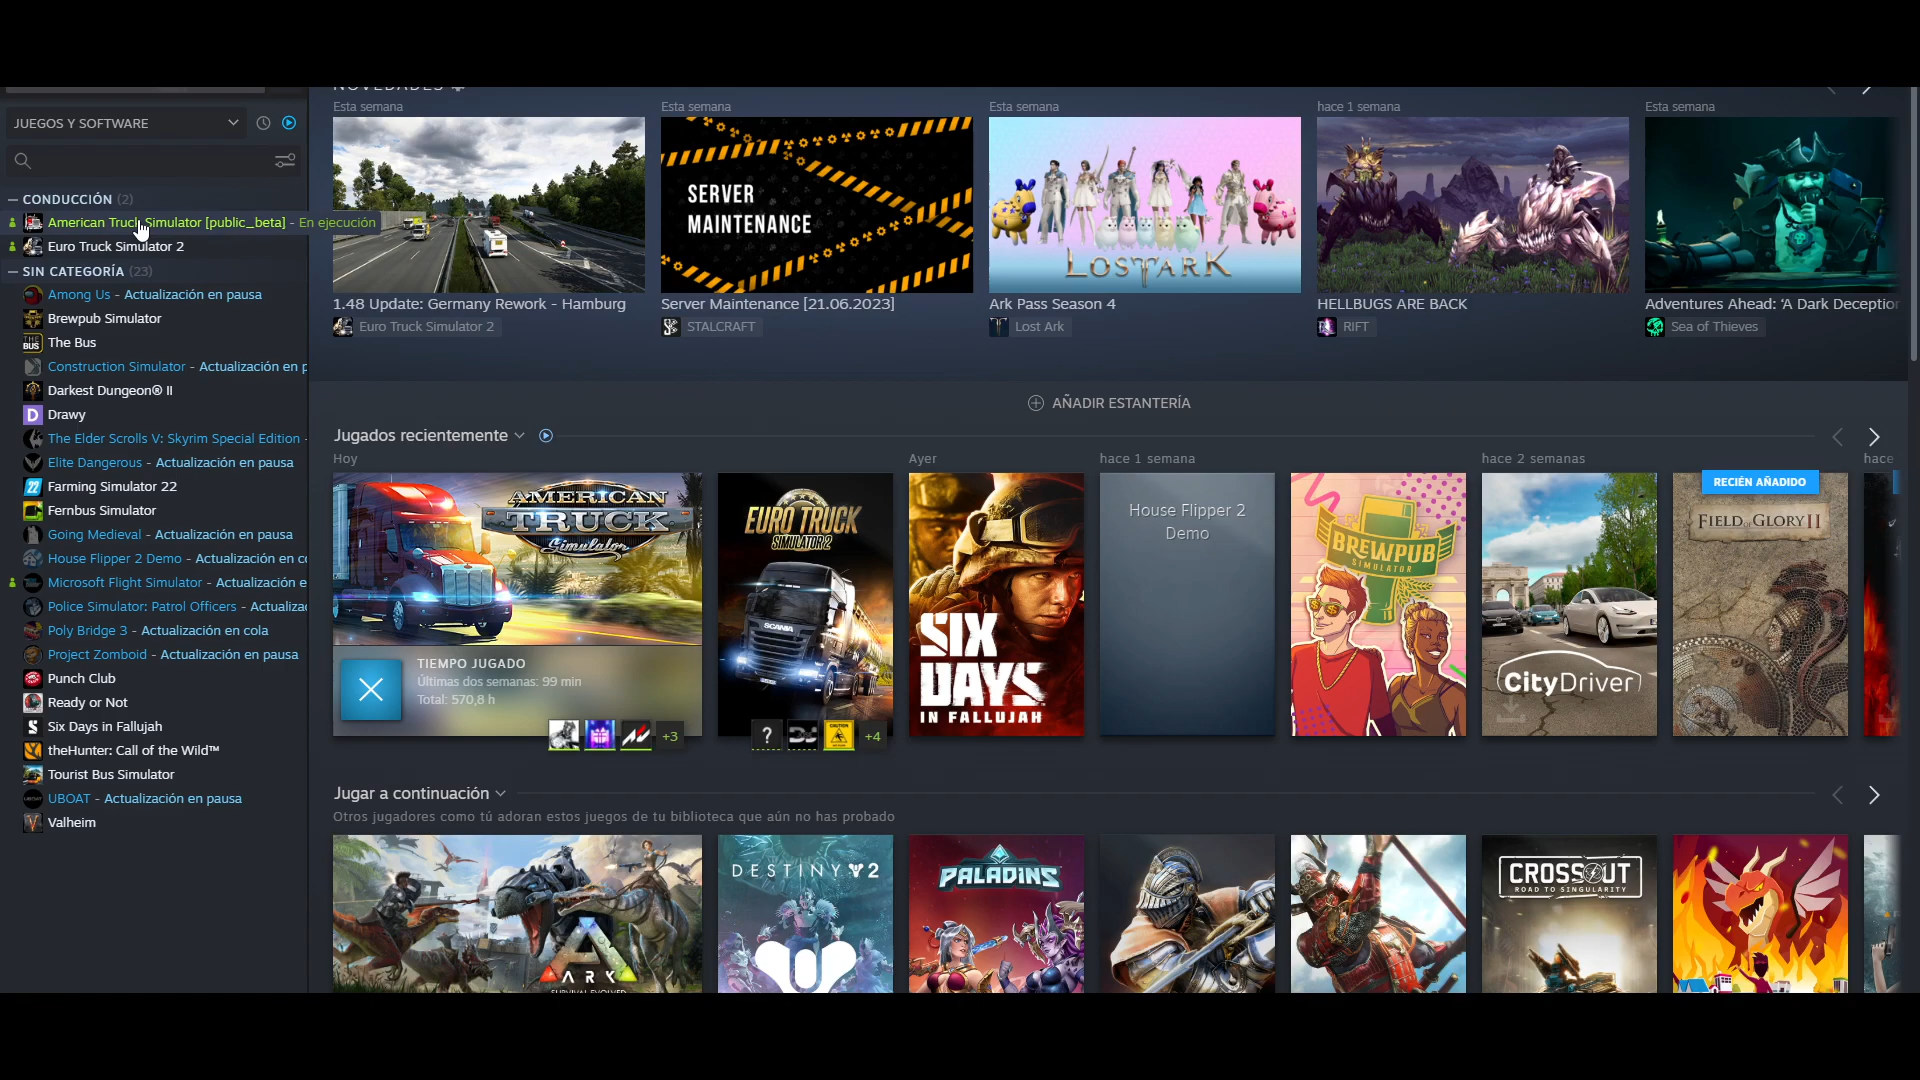 NOVEDADES
Esta semana
Esta semana
Esta semana
hace 1 semana
Esta semana
JUEGOS Y SOFTWARE
CONDUCCIÓN (2)
American Truck Simulator [public_beta] - En ejecución
Euro Truck Simulator 2
SIN CATEGORÍA (23)
Among Us - Actualización en pausa
Brewpub Simulator
The Bus
Construction Simulator - Actualización en p
Darkest Dungeon® II
Drawy
The Elder Scrolls V: Skyrim Special Edition -
Elite Dangerous - Actualización en pausa
Farming Simulator 22
Fernbus Simulator
Going Medieval - Actualización en pausa
House Flipper 2 Demo - Actualización en co
Microsoft Flight Simulator - Actualización e
Police Simulator: Patrol Officers - Actualizac
Poly Bridge 3 - Actualización en cola
Project Zomboid - Actualización en pausa
Punch Club
Ready or Not
Six Days in Fallujah
theHunter: Call of the Wild™
Tourist Bus Simulator
UBOAT - Actualización en pausa
Valheim
SERVER
MAINTENANCE
LOST ARK
1.48 Update: Germany Rework - Hamburg
Euro Truck Simulator 2
Server Maintenance [21.06.2023]
STALCRAFT
Ark Pass Season 4
Lost Ark
HELLBUGS ARE BACK
RIFT
Adventures Ahead: 'A Dark Deception
Sea of Thieves
AÑADIR ESTANTERÍA
Jugados recientemente
Hoy
Ayer
hace 1 semana
hace 2 semanas
hace
AMERICAN
TRUCK
Simulator
TIEMPO JUGADO
Últimas dos semanas: 99 min
Total: 570,8 h
+3
EURO TRUCK
SIMULATOR 2
SCANIA
? CAUTION +4
SIX
DAYS
IN FALLUJAH
House Flipper 2
Demo
BREWPUB
SIMULATOR
CityDriver
RECIÉN AÑADIDO
FIELD OF GLORY II
Jugar a continuación
Otros jugadores como tú adoran estos juegos de tu biblioteca que aún no has probado
ARK
SURVIVAL EVOLVED
DESTINY 2
PALADINS
CROSSOUT
ROAD TO SINGULARITY